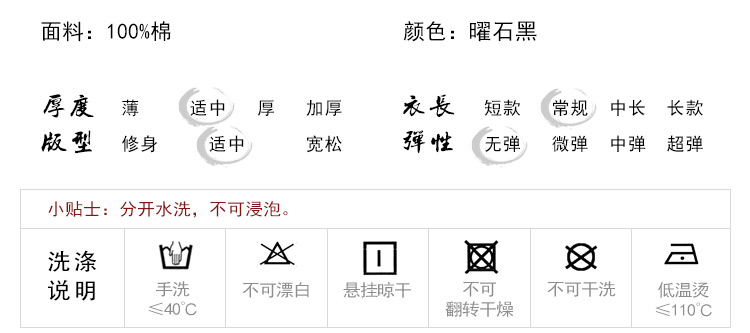 面料：100%棉 颜色：曜石黑
厚度 薄 适中 厚 加厚 衣長 短款 常规 中长 长款
版型 修身 适中 宽松 弹性 无弹 微弹 中弹 超弹
小贴士：分开水洗，不可浸泡。
洗涤
说明
手洗
≤40℃
不可漂白
悬挂晾干
不可
翻转干燥
不可干洗
低温烫
≤110℃